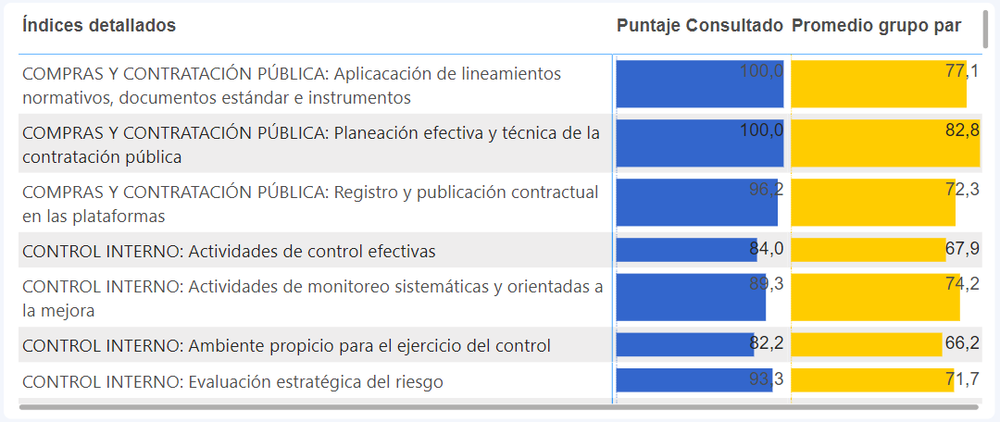 Índices detallados Puntaje Consultado Promedio grupo par
COMPRAS Y CONTRATACIÓN PÚBLICA: Aplicacación de lineamientos 100,0 77,1
normativos, documentos estándar e instrumentos
COMPRAS Y CONTRATACIÓN PÚBLICA: Planeación efectiva y técnica de la 100,0 82,8
contratación pública
COMPRAS Y CONTRATACIÓN PÚBLICA: Registro y publicación contractual 96,2 72,3
en las plataformas
CONTROL INTERNO: Actividades de control efectivas 84,0 67,9
CONTROL INTERNO: Actividades de monitoreo sistemáticas y orientadas a 89,3 74,2
la mejora
CONTROL INTERNO: Ambiente propicio para el ejercicio del control 82,2 66,2
CONTROL INTERNO: Evaluación estratégica del riesgo 93,3 71,7